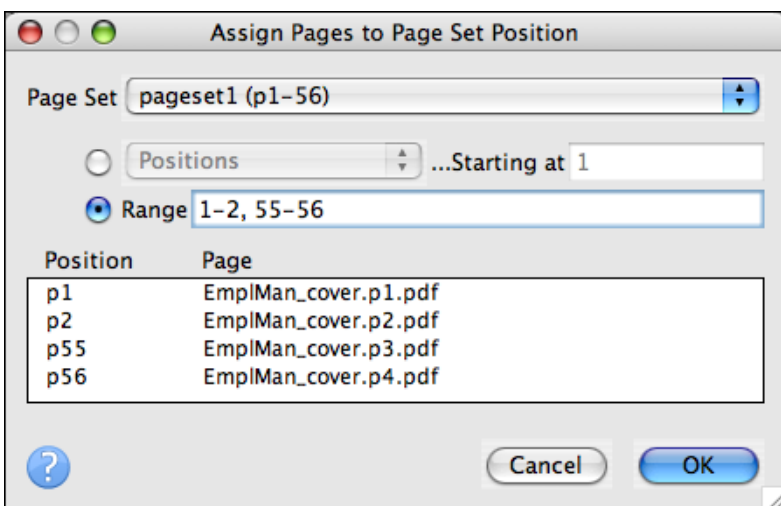 Assign Pages to Page Set Position
Page Set pageset1 (p1-56)
Positions ...Starting at 1
Range 1-2, 55-56
Position Page
p1 EmplMan_cover.p1.pdf
p2 EmplMan_cover.p2.pdf
p55 EmplMan_cover.p3.pdf
p56 EmplMan_cover.p4.pdf
? Cancel OK